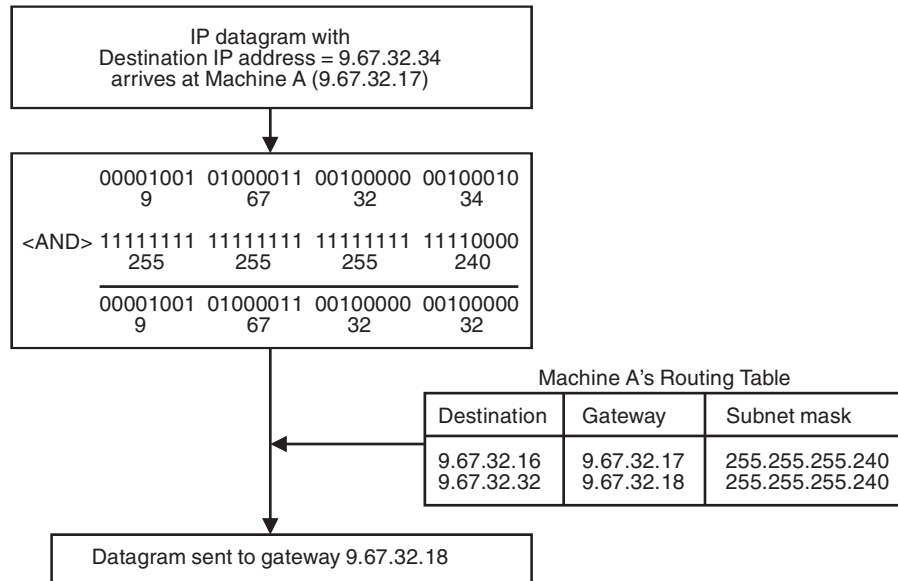 IP datagram with
Destination IP address = 9.67.32.34
arrives at Machine A (9.67.32.17)
00001001 01000011 00100000 00100010
9 67 32 34
<AND> 11111111 11111111 11111111 11110000
255 255 255 240
00001001 01000011 00100000 00100000
9 67 32 32
Machine A's Routing Table
Destination Gateway Subnet mask
9.67.32.16 9.67.32.17 255.255.255.240
9.67.32.32 9.67.32.18 255.255.255.240
Datagram sent to gateway 9.67.32.18